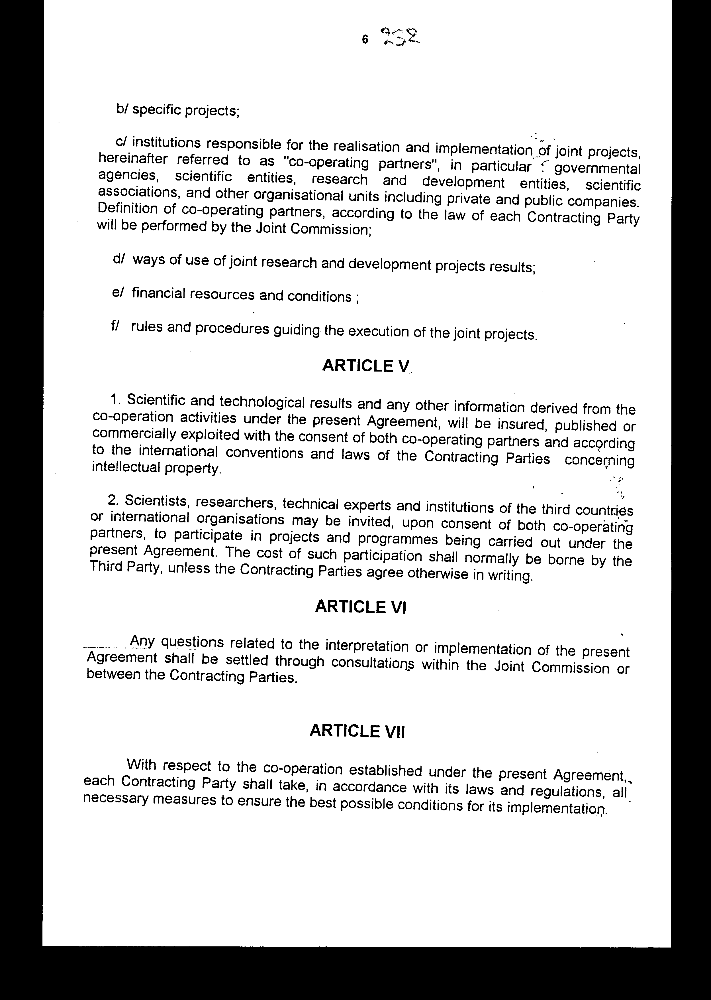 6 232
b/ specific projects;
c/ institutions responsible for the realisation and implementation of joint projects,
hereinafter referred to as "co-operating partners", in particular : governmental
agencies, scientific entities, research and development entities, scientific
associations, and other organisational units including private and public companies.
Definition of co-operating partners, according to the law of each Contracting Party
will be performed by the Joint Commission;
d/ ways of use of joint research and development projects results;
e/ financial resources and conditions ;
f/ rules and procedures guiding the execution of the joint projects.
ARTICLE V
1. Scientific and technological results and any other information derived from the
co-operation activities under the present Agreement, will be insured, published or
commercially exploited with the consent of both co-operating partners and according
to the international conventions and laws of the Contracting Parties concerning
intellectual property.
2. Scientists, researchers, technical experts and institutions of the third countries
or international organisations may be invited, upon consent of both co-operating
partners, to participate in projects and programmes being carried out under the
present Agreement. The cost of such participation shall normally be borne by the
Third Party, unless the Contracting Parties agree otherwise in writing.
ARTICLE VI
Any questions related to the interpretation or implementation of the present
Agreement shall be settled through consultations within the Joint Commission or
between the Contracting Parties.
ARTICLE VII
With respect to the co-operation established under the present Agreement,
each Contracting Party shall take, in accordance with its laws and regulations, all
necessary measures to ensure the best possible conditions for its implementation.